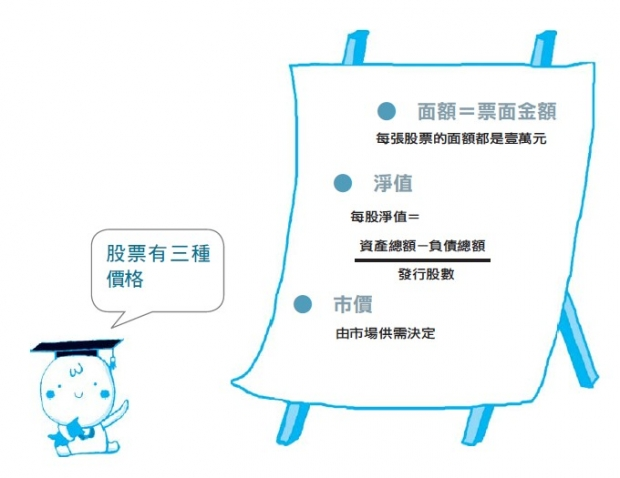 面額＝票面金額
每張股票的面額都是壹萬元
淨值
每股淨值＝
資產總額－負債總額
發行股數
市價
由市場供需決定
股票有三種
價格